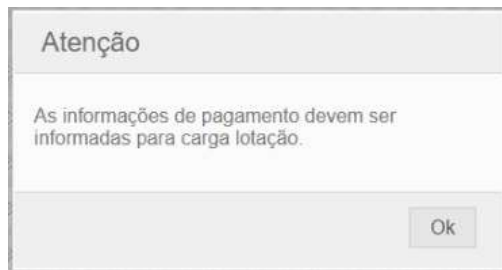 Atenção
As informações de pagamento devem ser
informadas para carga lotação.
Ok